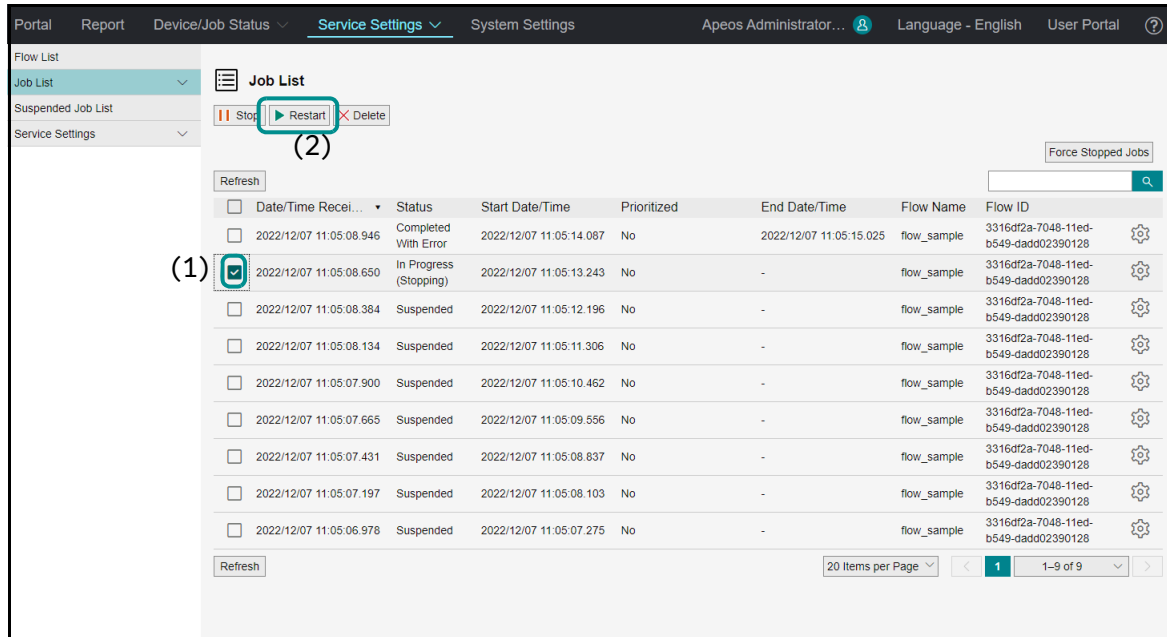 Portal Report Device/Job Status Service Settings System Settings Apeos Administrator... Language - English User Portal ?
Flow List
Job List
Suspended Job List
Service Settings
Job List
Stop Restart Delete
(2)
Force Stopped Jobs
Refresh
Date/Time Recei... Status Start Date/Time Prioritized End Date/Time Flow Name Flow ID
2022/12/07 11:05:08.946 Completed With Error 2022/12/07 11:05:14.087 No 2022/12/07 11:05:15.025 flow_sample 3316df2a-7048-11ed-b549-dadd02390128
(1) 2022/12/07 11:05:08.650 In Progress (Stopping) 2022/12/07 11:05:13.243 No - flow_sample 3316df2a-7048-11ed-b549-dadd02390128
2022/12/07 11:05:08.384 Suspended 2022/12/07 11:05:12.196 No - flow_sample 3316df2a-7048-11ed-b549-dadd02390128
2022/12/07 11:05:08.134 Suspended 2022/12/07 11:05:11.306 No - flow_sample 3316df2a-7048-11ed-b549-dadd02390128
2022/12/07 11:05:07.900 Suspended 2022/12/07 11:05:10.462 No - flow_sample 3316df2a-7048-11ed-b549-dadd02390128
2022/12/07 11:05:07.665 Suspended 2022/12/07 11:05:09.556 No - flow_sample 3316df2a-7048-11ed-b549-dadd02390128
2022/12/07 11:05:07.431 Suspended 2022/12/07 11:05:08.837 No - flow_sample 3316df2a-7048-11ed-b549-dadd02390128
2022/12/07 11:05:07.197 Suspended 2022/12/07 11:05:08.103 No - flow_sample 3316df2a-7048-11ed-b549-dadd02390128
2022/12/07 11:05:06.978 Suspended 2022/12/07 11:05:07.275 No - flow_sample 3316df2a-7048-11ed-b549-dadd02390128
Refresh 20 Items per Page 1 1–9 of 9